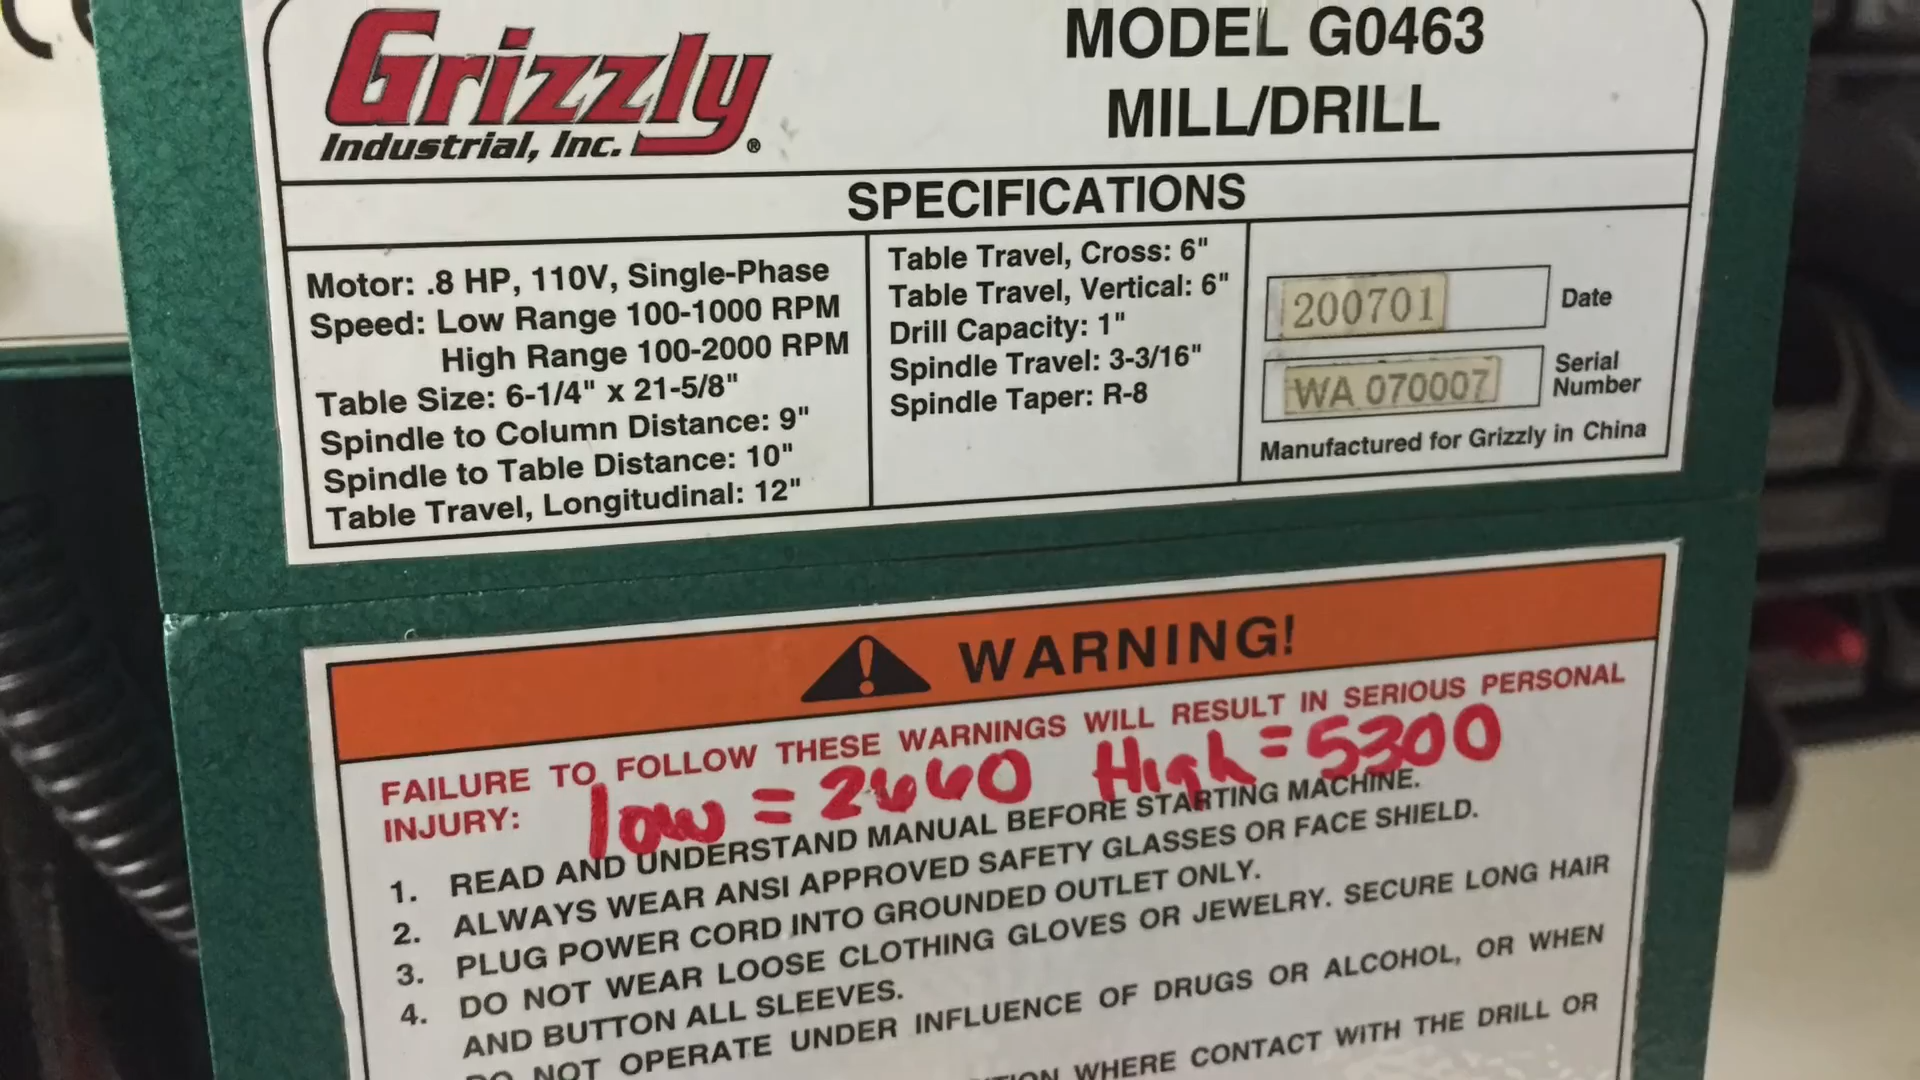 Grizzly
Industrial, Inc. ®
MODEL G0463
MILL/DRILL
SPECIFICATIONS
Motor: .8 HP, 110V, Single-Phase
Speed: Low Range 100-1000 RPM
High Range 100-2000 RPM
Table Size: 6-1/4" x 21-5/8"
Spindle to Column Distance: 9"
Spindle to Table Distance: 10"
Table Travel, Longitudinal: 12"
Table Travel, Cross: 6"
Table Travel, Vertical: 6"
Drill Capacity: 1"
Spindle Travel: 3-3/16"
Spindle Taper: R-8
200701 Date
WA 070007 Serial Number
Manufactured for Grizzly in China
WARNING!
FAILURE TO FOLLOW THESE WARNINGS WILL RESULT IN SERIOUS PERSONAL
INJURY:
low = 2660 High = 5300
1. READ AND UNDERSTAND MANUAL BEFORE STARTING MACHINE.
2. ALWAYS WEAR ANSI APPROVED SAFETY GLASSES OR FACE SHIELD.
3. PLUG POWER CORD INTO GROUNDED OUTLET ONLY.
4. DO NOT WEAR LOOSE CLOTHING GLOVES OR JEWELRY. SECURE LONG HAIR
AND BUTTON ALL SLEEVES.
DO NOT OPERATE UNDER INFLUENCE OF DRUGS OR ALCOHOL, OR WHEN
WHERE CONTACT WITH THE DRILL OR